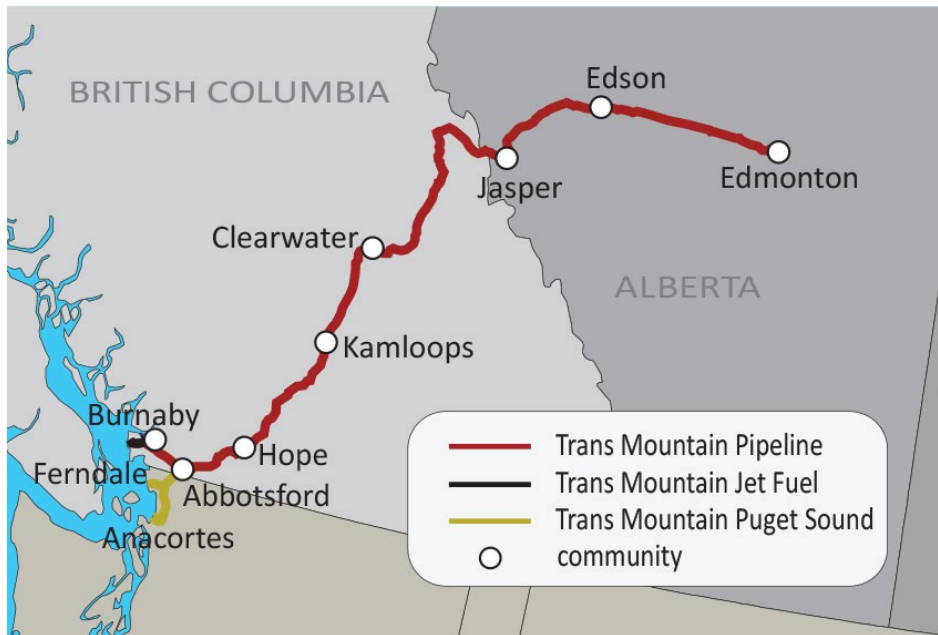 Edson
BRITISH COLUMBIA
Jasper
Edmonton
Clearwater
ALBERTA
Kamloops
Burnaby
Hope
Ferndale
Abbotsford
Anacortes
Trans Mountain Pipeline
Trans Mountain Jet Fuel
Trans Mountain Puget Sound
community